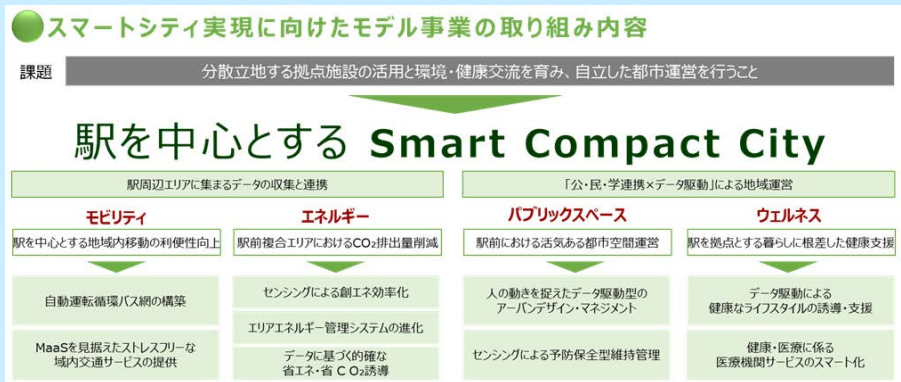 スマートシティ実現に向けたモデル事業の取り組み内容
課題
分散立地する拠点施設の活用と環境・健康交流を育み、自立した都市運営を行うこと
駅を中心とする Smart Compact City
駅周辺エリアに集まるデータの収集と連携
「公・民・学連携×データ駆動」による地域運営
モビリティ
駅を中心とする地域内移動の利便性向上
自動運転循環バス網の構築
MaaSを見据えたストレスフリーな
域内交通サービスの提供
エネルギー
駅前複合エリアにおけるCO₂排出量削減
センシングによる創エネ効率化
エリアエネルギー管理システムの進化
データに基づく的確な
省エネ・省CO₂誘導
パブリックスペース
駅前における活気ある都市空間運営
人の動きを捉えたデータ駆動型の
アーバンデザイン・マネジメント
センシングによる予防保全型維持管理
ウェルネス
駅を拠点とする暮らしに根差した健康支援
データ駆動による
健康なライフスタイルの誘導・支援
健康・医療に係る
医療機関サービスのスマート化